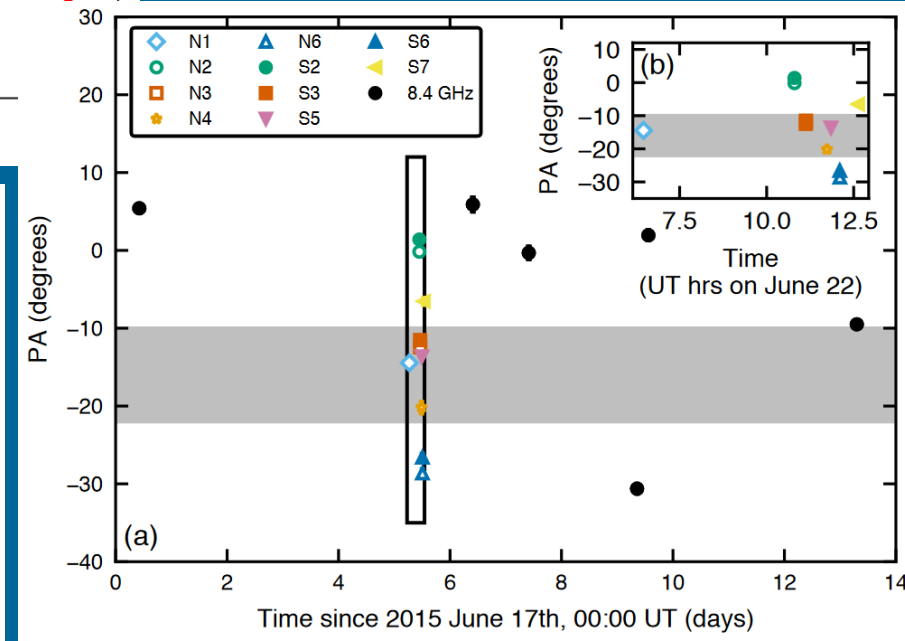 30
20
10
0
−10
−20
−30
−40
PA (degrees)
N1 N6 S6
N2 S2 S7
N3 S3 8.4 GHz
N4 S5
(b)
10
0
−10
−20
−30
PA (degrees)
7.5 10.0 12.5
Time
(UT hrs on June 22)
(a)
0 2 4 6 8 10 12 14
Time since 2015 June 17th, 00:00 UT (days)